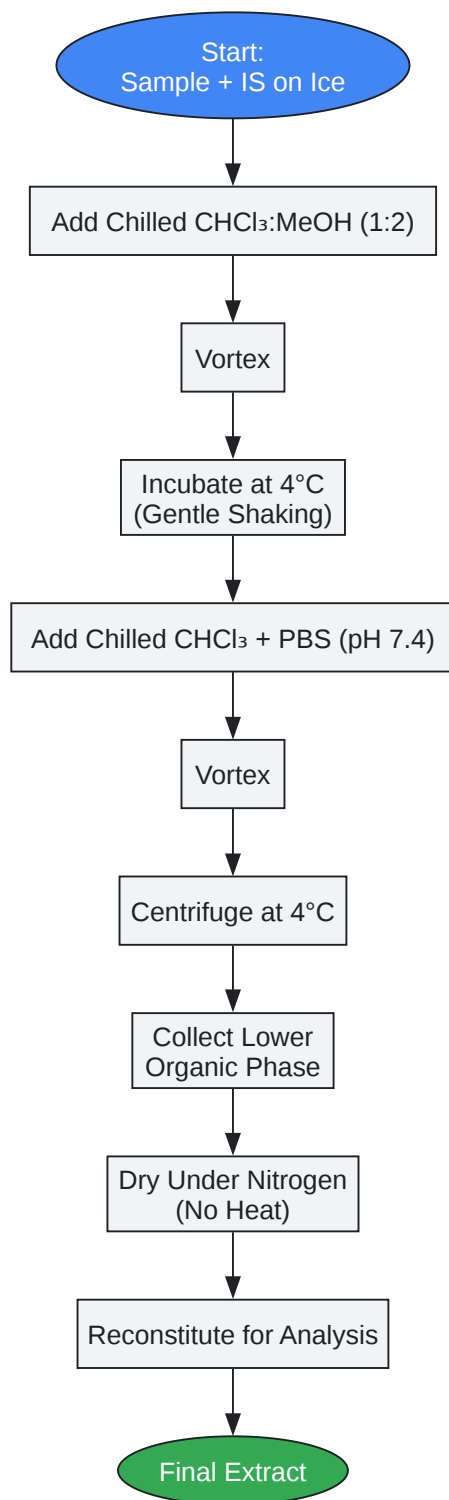 Start:
Sample + IS on Ice
Add Chilled CHCl₃:MeOH (1:2)
Vortex
Incubate at 4°C
(Gentle Shaking)
Add Chilled CHCl₃ + PBS (pH 7.4)
Vortex
Centrifuge at 4°C
Collect Lower
Organic Phase
Dry Under Nitrogen
(No Heat)
Reconstitute for Analysis
Final Extract